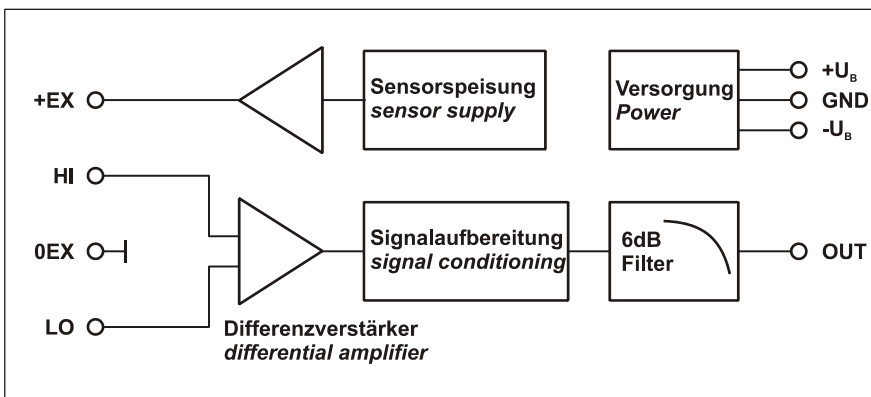 +EX
Sensorspeisung
sensor supply
Versorgung
Power
+UB
GND
-UB
HI
0EX
LO
Signalaufbereitung
signal conditioning
6dB
Filter
OUT
Differenzverstärker
differential amplifier